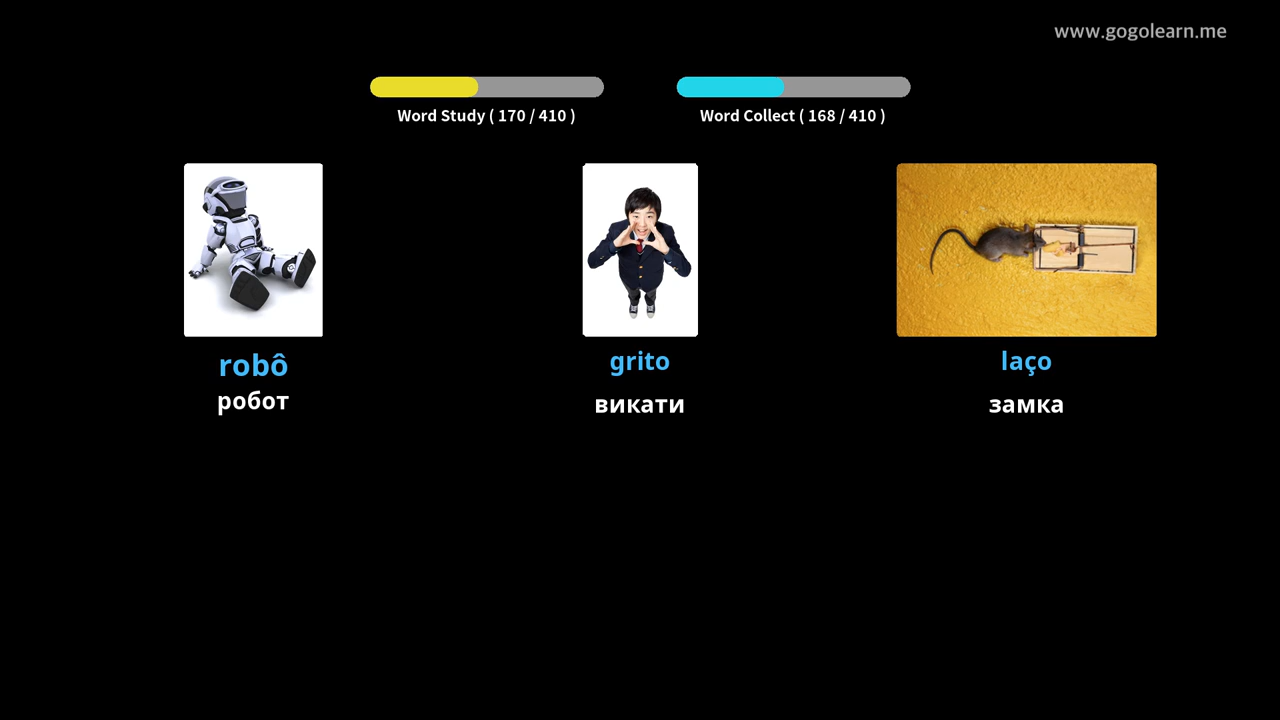 www.gogolearn.me
Word Study ( 170 / 410 )
Word Collect ( 168 / 410 )
robô
робот
grito
викати
laço
замка